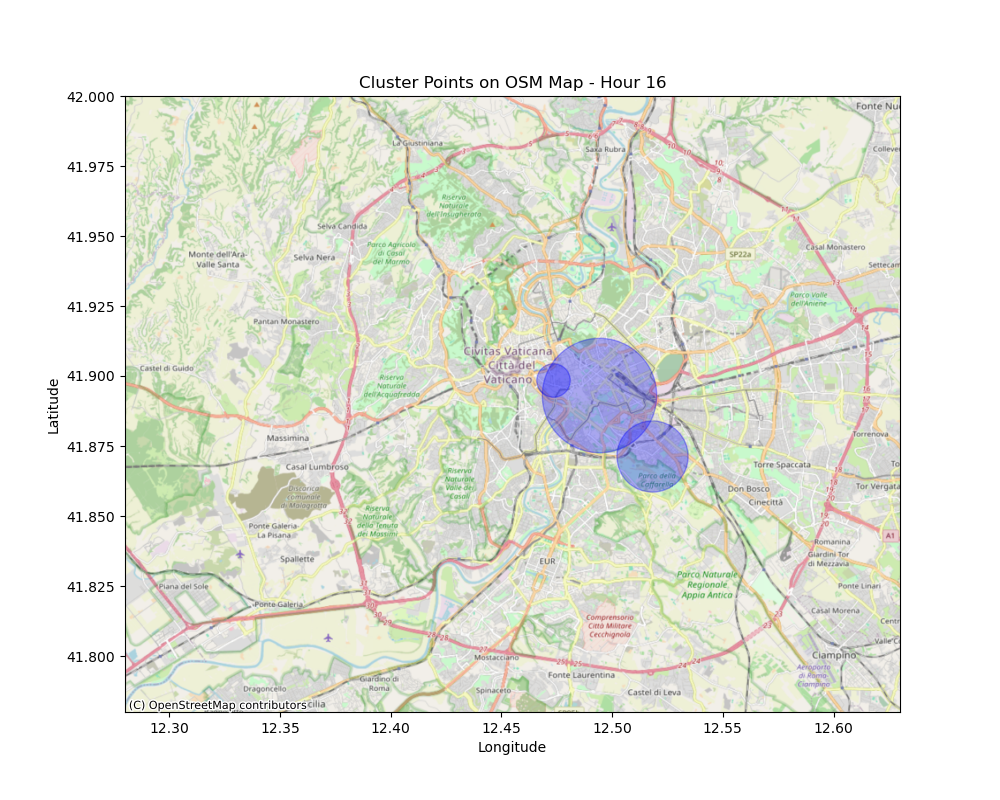 Cluster Points on OSM Map - Hour 16
42.000
41.975
41.950
41.925
41.900
41.875
41.850
41.825
41.800
Latitude
Fonte Nu
La Giustiniana
Saxa Rubra
Riserva
Naturale
dell'Insugherata
Selva Candida
Parco Agricolo
di Casal
del Marmo
Monte dell'Ara-
Valle Santa
Selva Nera
Casal Monastero
SP22a
Settecam
Parco Valle
dell'Aniene
Pantan Monastero
Civitas Vaticana
Città del
Vaticano
Castel di Guido
Riserva
Naturale
dell'Acquafredda
Massimina
Torrenova
Casal Lumbroso
Torre Spaccata
Riserva
Naturale
Valle dei
Casali
Parco della
Caffarella
Discarica
comunale
di Malagrotta
Don Bosco
Cinecittà
Tor Vergata
Riserva
Naturale
della Tenuta
dei Massimi
Ponte Galeria-
La Pisana
A1
Romanina
Giardini Tor
di Mezzavia
Spallette
EUR
Piana del Sole
Parco Naturale
Regionale
Appia Antica
Ponte Linari
Ponte Galeria
Casal Morena
Comprensorio
Città Militare
Cecchignola
Mostacciano
Ciampino
Fonte Laurentina
Aeroporto
di Roma-
Ciampino
Giardino di
Roma
Dragoncello
Spinaceto
Castel di Leva
(C) OpenStreetMap contributors
cilia
12.30
12.35
12.40
12.45
12.50
12.55
12.60
Longitude